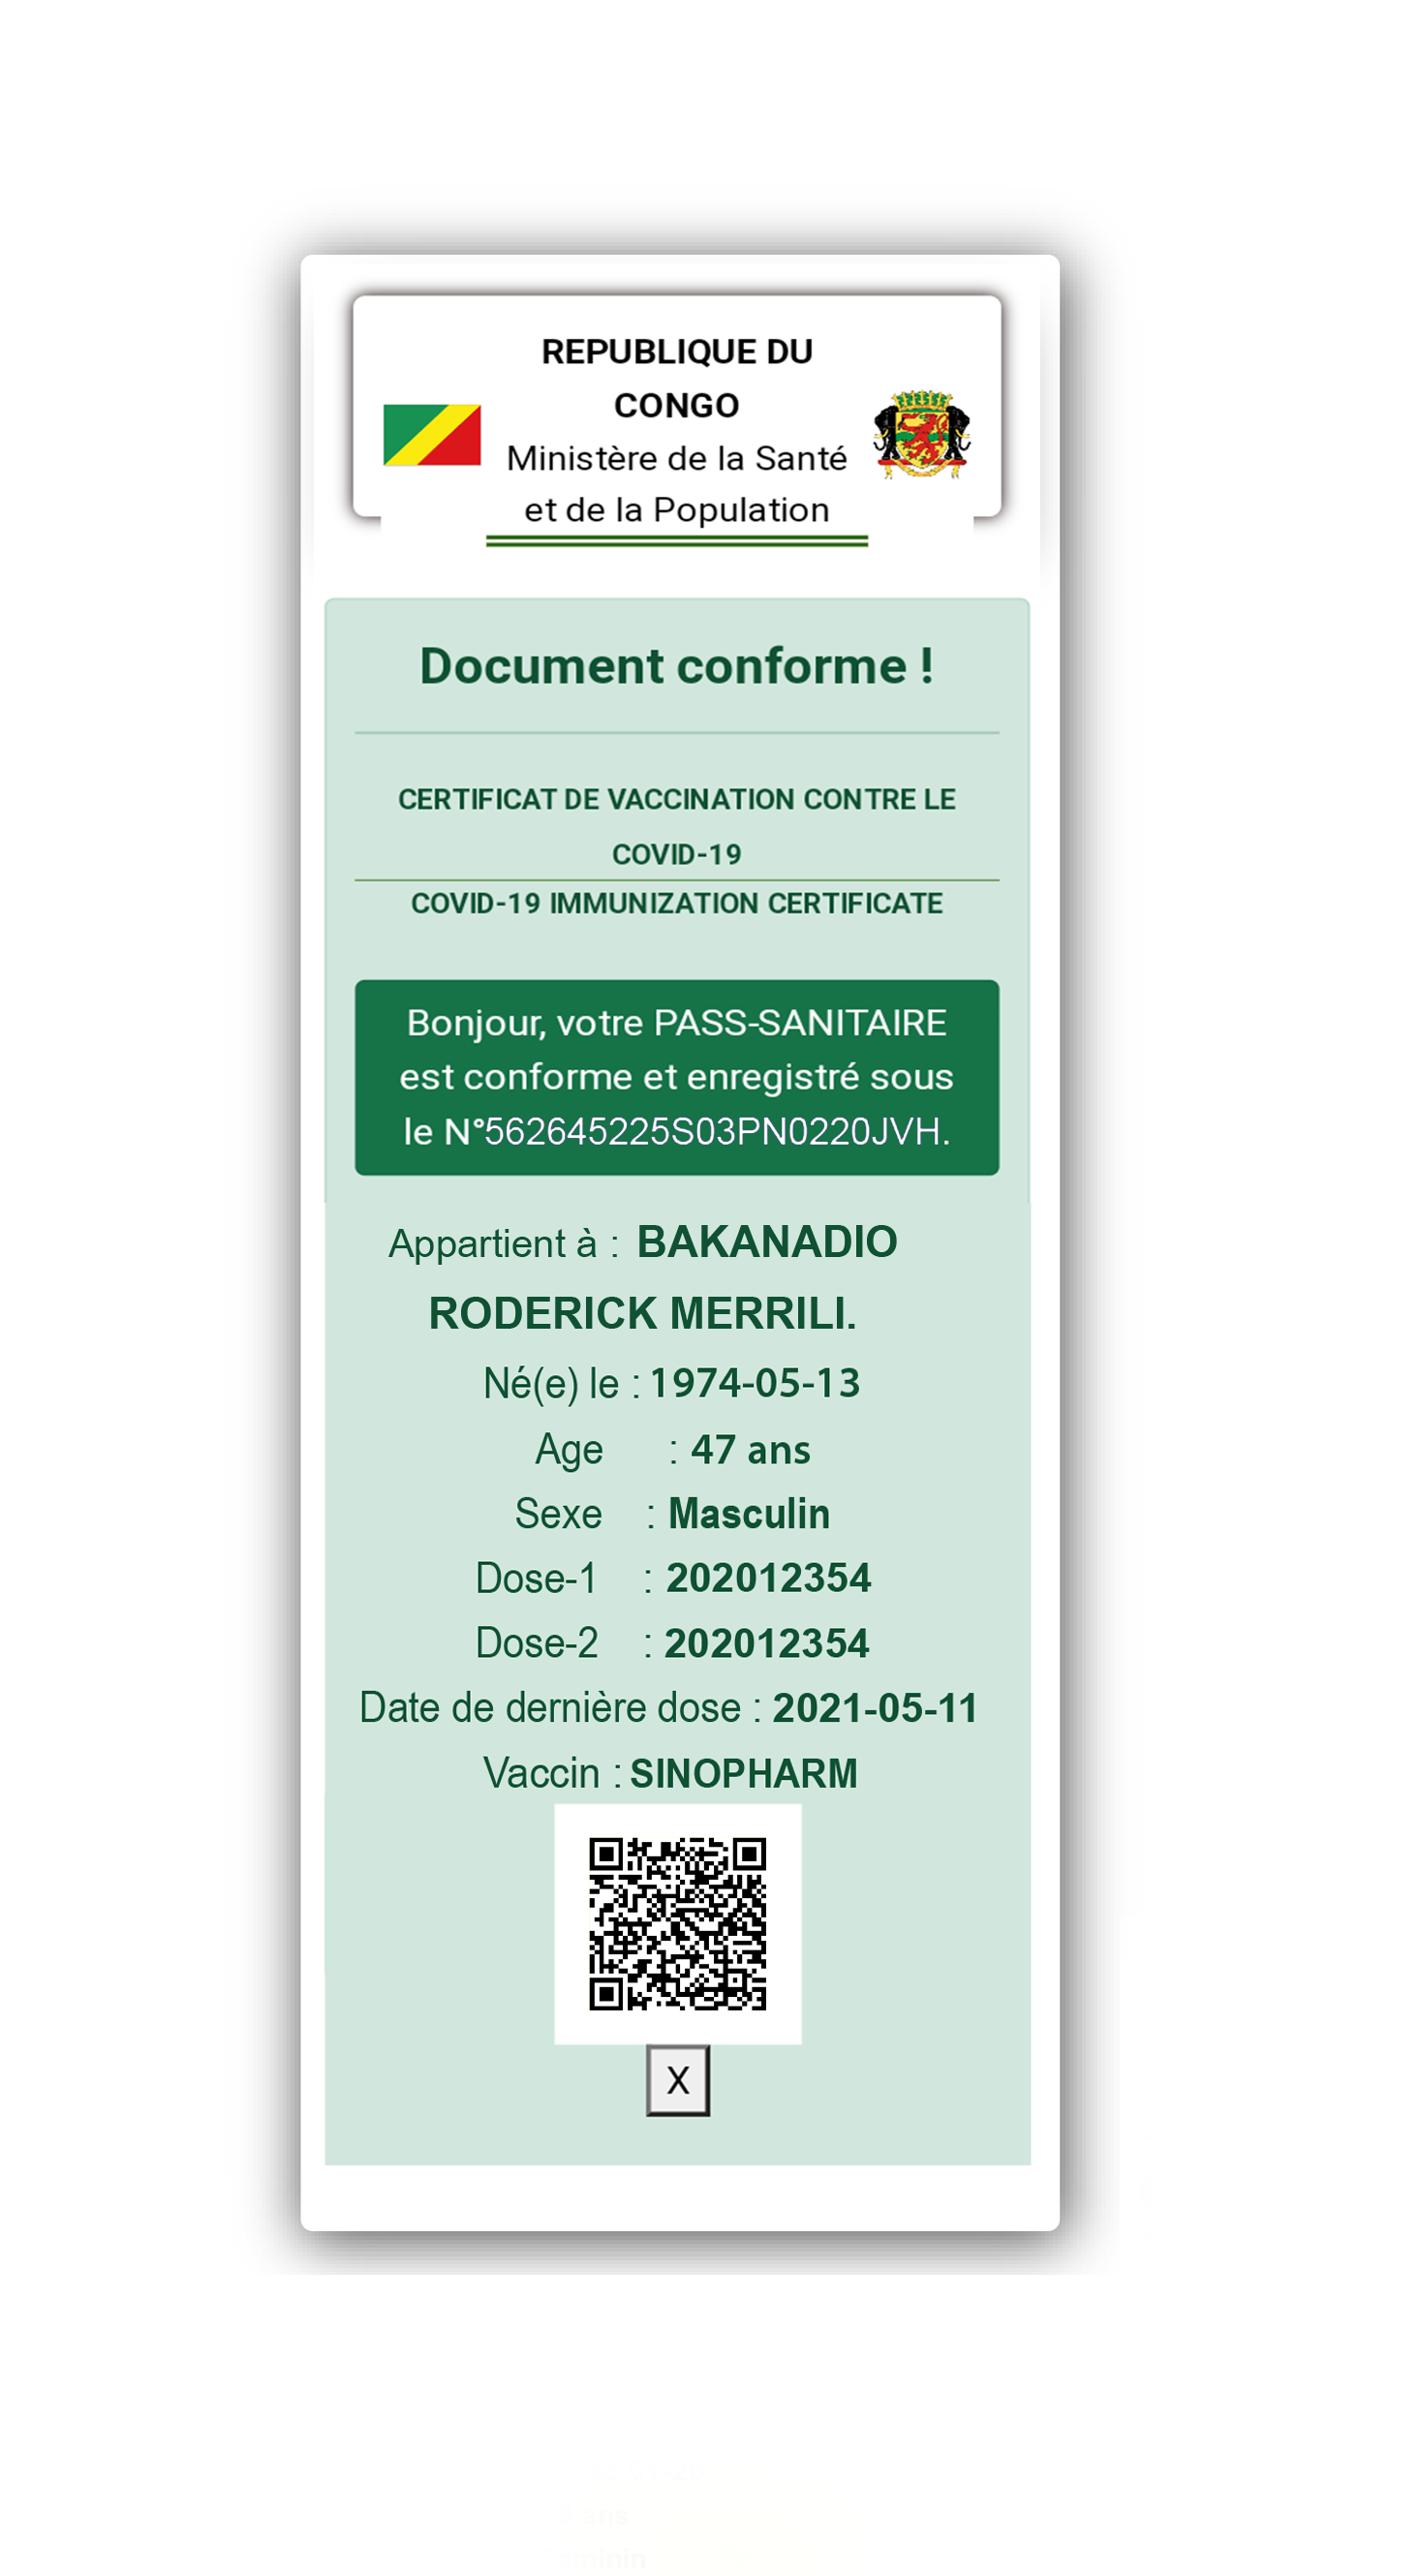 REPUBLIQUE DU
CONGO
Ministère de la Santé
et de la Population
Document conforme !
CERTIFICAT DE VACCINATION CONTRE LE
COVID-19
COVID-19 IMMUNIZATION CERTIFICATE
Bonjour, votre PASS-SANITAIRE
est conforme et enregistré sous
le N°562645225S03PN0220JVH.
Appartient à : BAKANADIO
RODERICK MERRILI.
Né(e) le : 1974-05-13
Age : 47 ans
Sexe : Masculin
Dose-1 : 202012354
Dose-2 : 202012354
Date de dernière dose : 2021-05-11
Vaccin : SINOPHARM
X